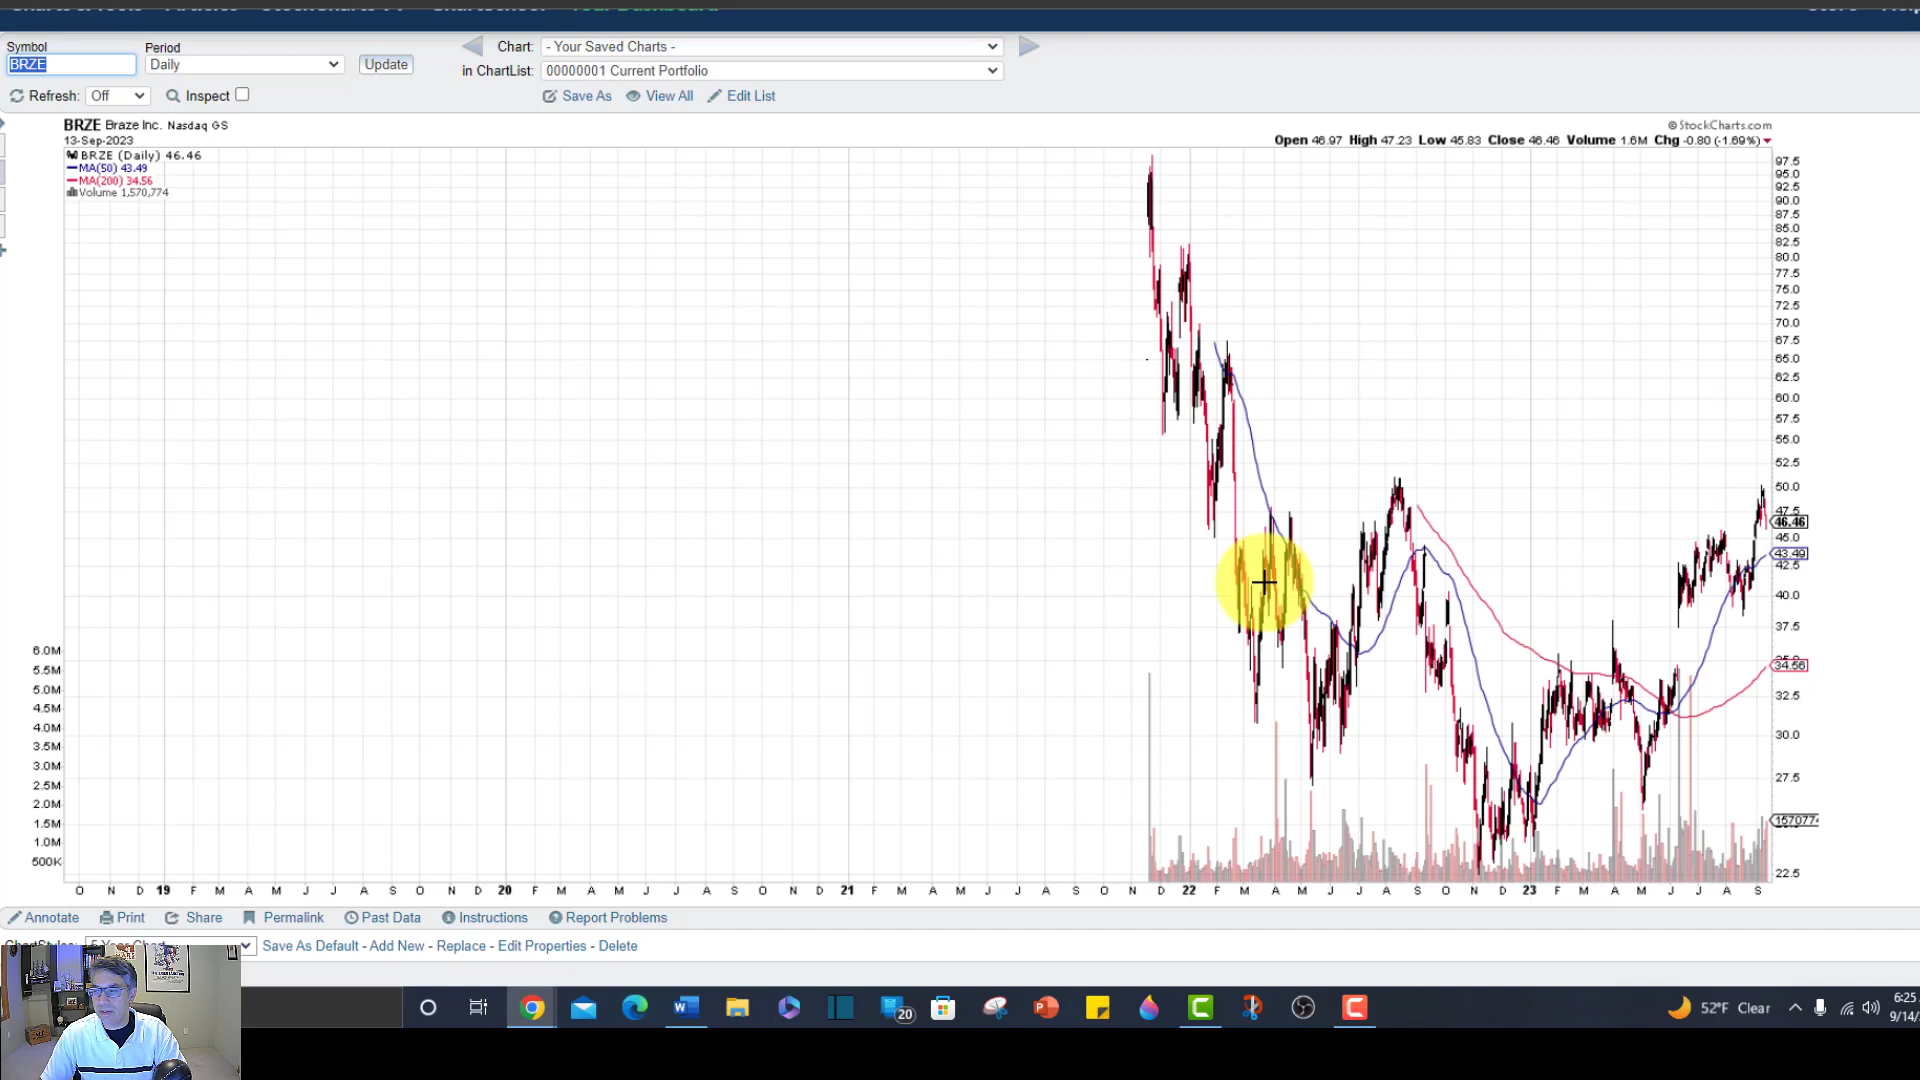 Symbol
BRZE
Period
Daily
Update
Chart: - Your Saved Charts -
in ChartList: 00000001 Current Portfolio
Refresh: Off
Inspect
Save As
View All
Edit List
BRZE Braze Inc. Nasdaq GS
© StockCharts.com
13-Sep-2023
Open 46.97 High 47.23 Low 45.83 Close 46.46 Volume 1.6M Chg -0.80 (-1.69%)
BRZE (Daily) 46.46
MA(50) 43.49
MA(200) 34.56
Volume 1,570,774
97.5
95.0
92.5
90.0
87.5
85.0
82.5
80.0
77.5
75.0
72.5
70.0
67.5
65.0
62.5
60.0
57.5
55.0
52.5
50.0
47.5
46.46
45.0
43.49
42.5
40.0
37.5
34.56
32.5
30.0
27.5
157077
22.5
6.0M
5.5M
5.0M
4.5M
4.0M
3.5M
3.0M
2.5M
2.0M
1.5M
1.0M
500K
O N D 19 F M A M J J A S O N D 20 F M A M J J A S O N D 21 F M A M J J A S O N D 22 F M A M J J A S O N D 23 F M A M J J A S
Annotate
Print
Share
Permalink
Past Data
Instructions
Report Problems
Save As Default - Add New - Replace - Edit Properties - Delete
20
52°F Clear
6:25
9/14/